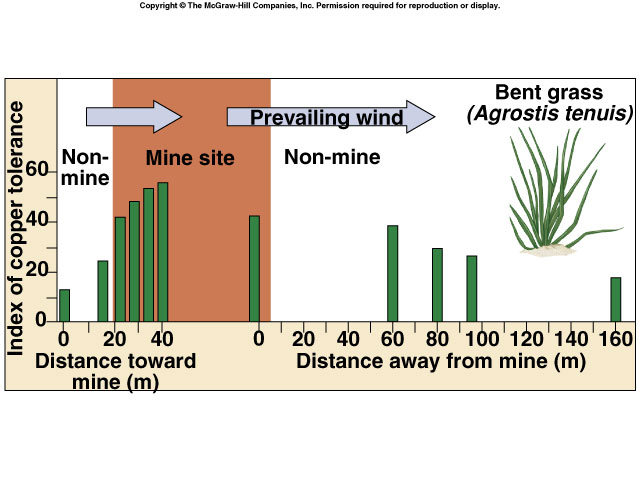 Copyright © The McGraw-Hill Companies, Inc. Permission required for reproduction or display.
Bent grass
(Agrostis tenuis)
Prevailing wind
Non-
mine
Mine site
Non-mine
Index of copper tolerance
60
40
20
0
0 20 40 0 20 40 60 80 100 120 140 160
Distance toward
mine (m)
Distance away from mine (m)